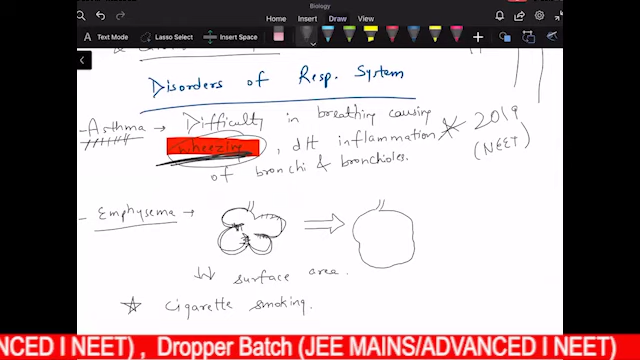 Biology
Home Insert Draw View
Text Mode Lasso Select Insert Space
Disorders of Resp. System
- Asthma → Difficulty in breathing causing
wheezing, d/t inflammation
of bronchi & bronchioles.
2019
(NEET)
- Emphysema →
↓↓ surface area.
☆ cigarette smoking.
ANCED I NEET) , Dropper Batch (JEE MAINS/ADVANCED I NEET)